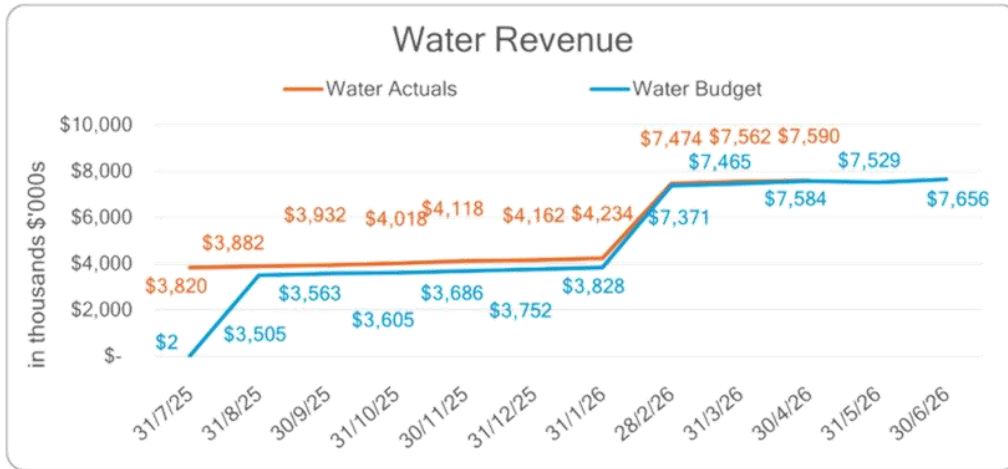 Water Revenue
Water Actuals Water Budget
in thousands $'000s
$10,000
$8,000
$6,000
$4,000
$2,000
$-
$7,474 $7,562 $7,590
$7,465 $7,529
$7,371 $7,584 $7,656
$3,882 $3,932 $4,018 $4,118 $4,162 $4,234
$3,820 $3,563 $3,686 $3,828
$2 $3,505 $3,605 $3,752
31/7/25 31/8/25 30/9/25 31/10/25 30/11/25 31/12/25 31/1/26 28/2/26 31/3/26 30/4/26 31/5/26 30/6/26